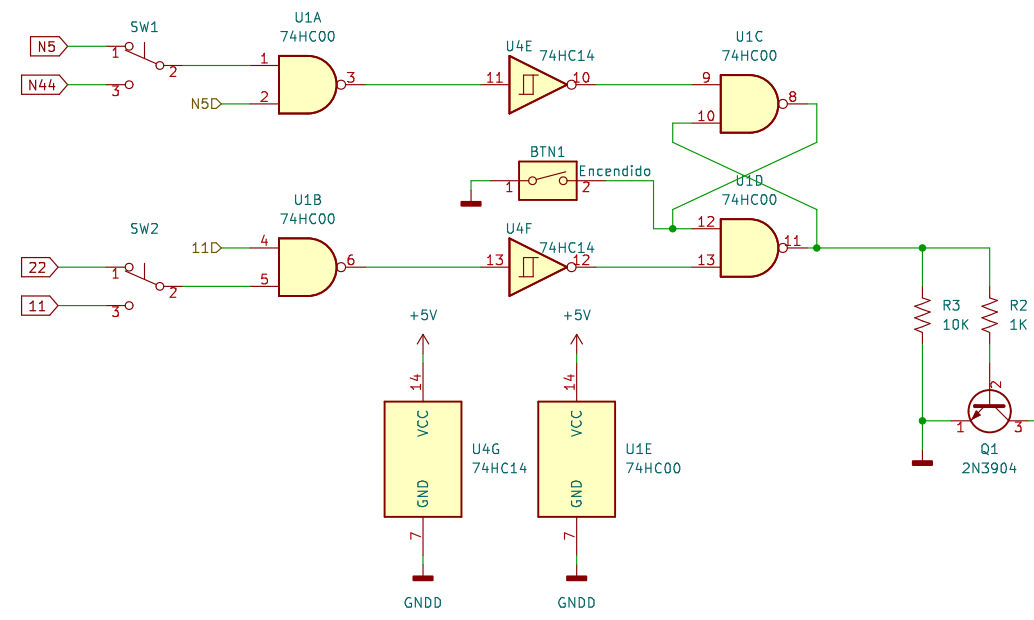 SW1
N5
1
2
N44
3
U1A
74HC00
1
2
3
N5
U4E
74HC14
11
10
U1C
74HC00
9
10
8
BTN1
Encendido
1
2
U1D
74HC00
12
13
11
SW2
22
1
2
11
3
U1B
74HC00
11
4
5
6
U4F
74HC14
13
12
R3
10K
R2
1K
+5V
14
VCC
GND
7
U4G
74HC14
GNDD
+5V
14
VCC
GND
7
U1E
74HC00
GNDD
2
1
3
Q1
2N3904